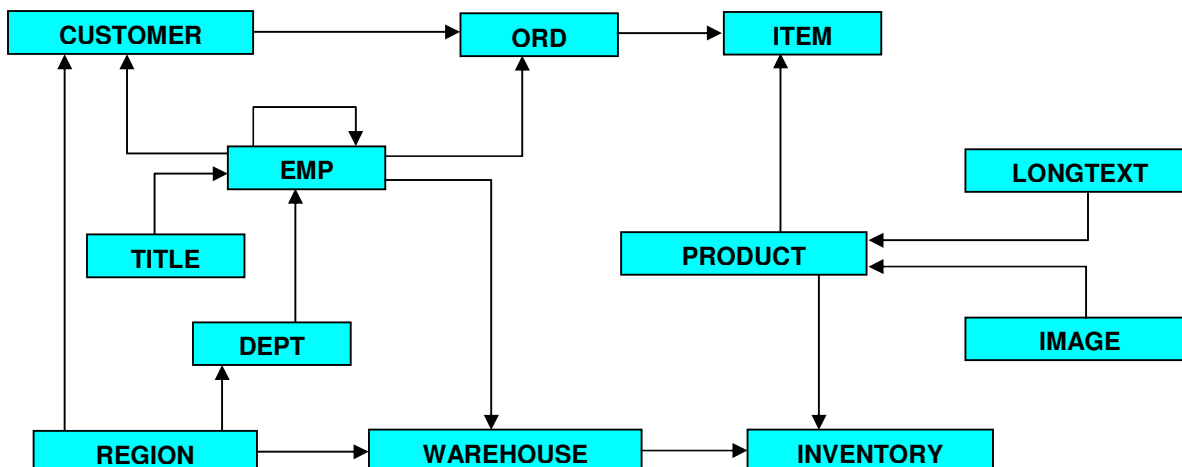 CUSTOMER
ORD
ITEM
EMP
LONGTEXT
TITLE
PRODUCT
DEPT
IMAGE
REGION
WAREHOUSE
INVENTORY